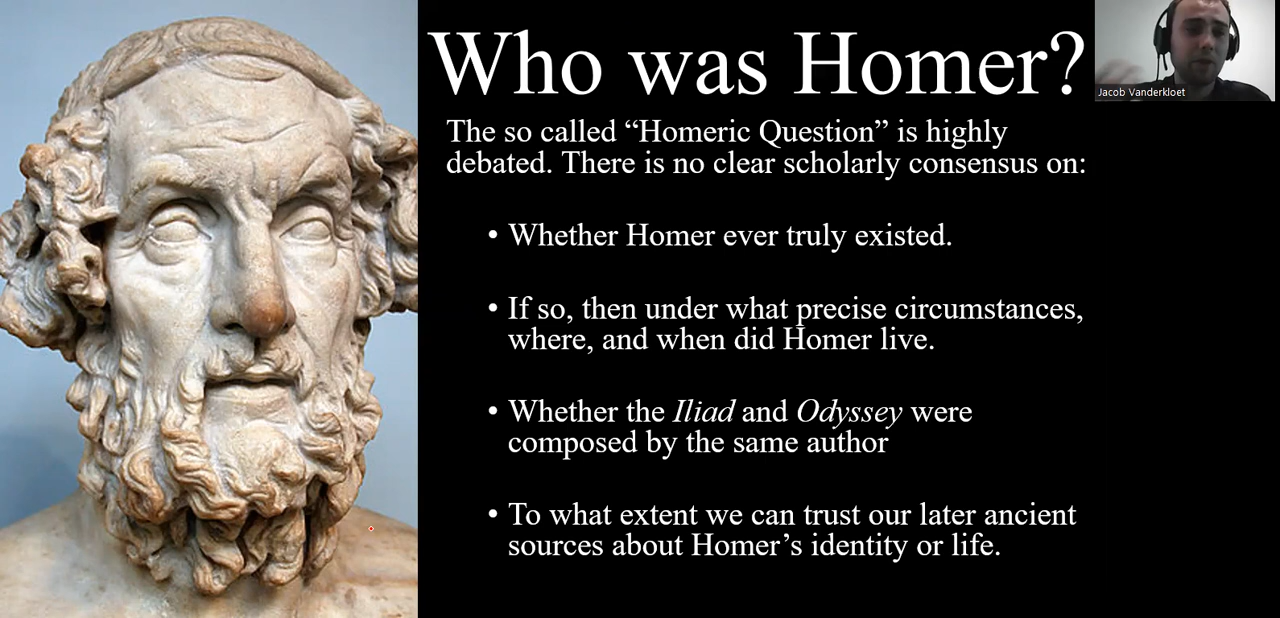 Who was Homer?
Jacob Vanderkloet
The so called “Homeric Question” is highly
debated. There is no clear scholarly consensus on:
• Whether Homer ever truly existed.
• If so, then under what precise circumstances,
where, and when did Homer live.
• Whether the Iliad and Odyssey were
composed by the same author
• To what extent we can trust our later ancient
sources about Homer’s identity or life.